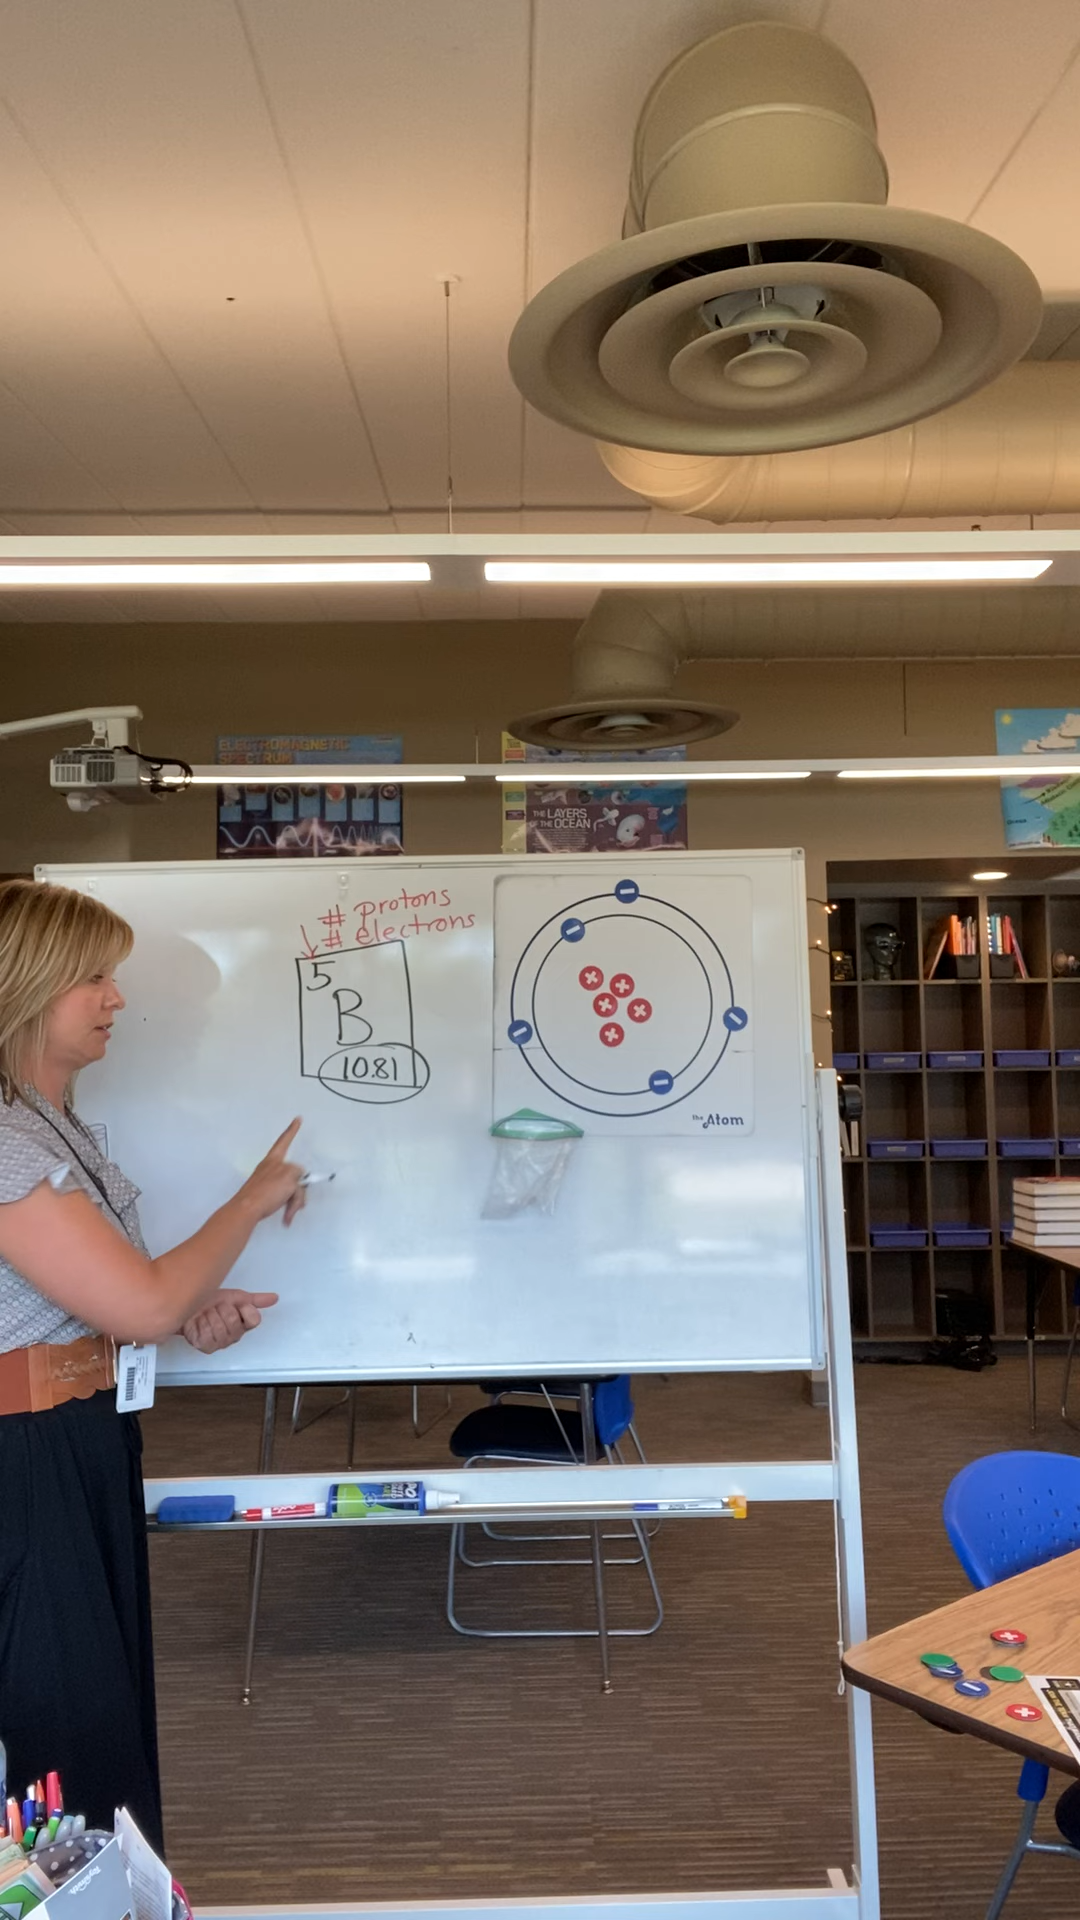 ELECTROMAGNETIC
SPECTRUM
THE LAYERS
OF THE OCEAN
# protons
# electrons
5
B
10.81
the Atom